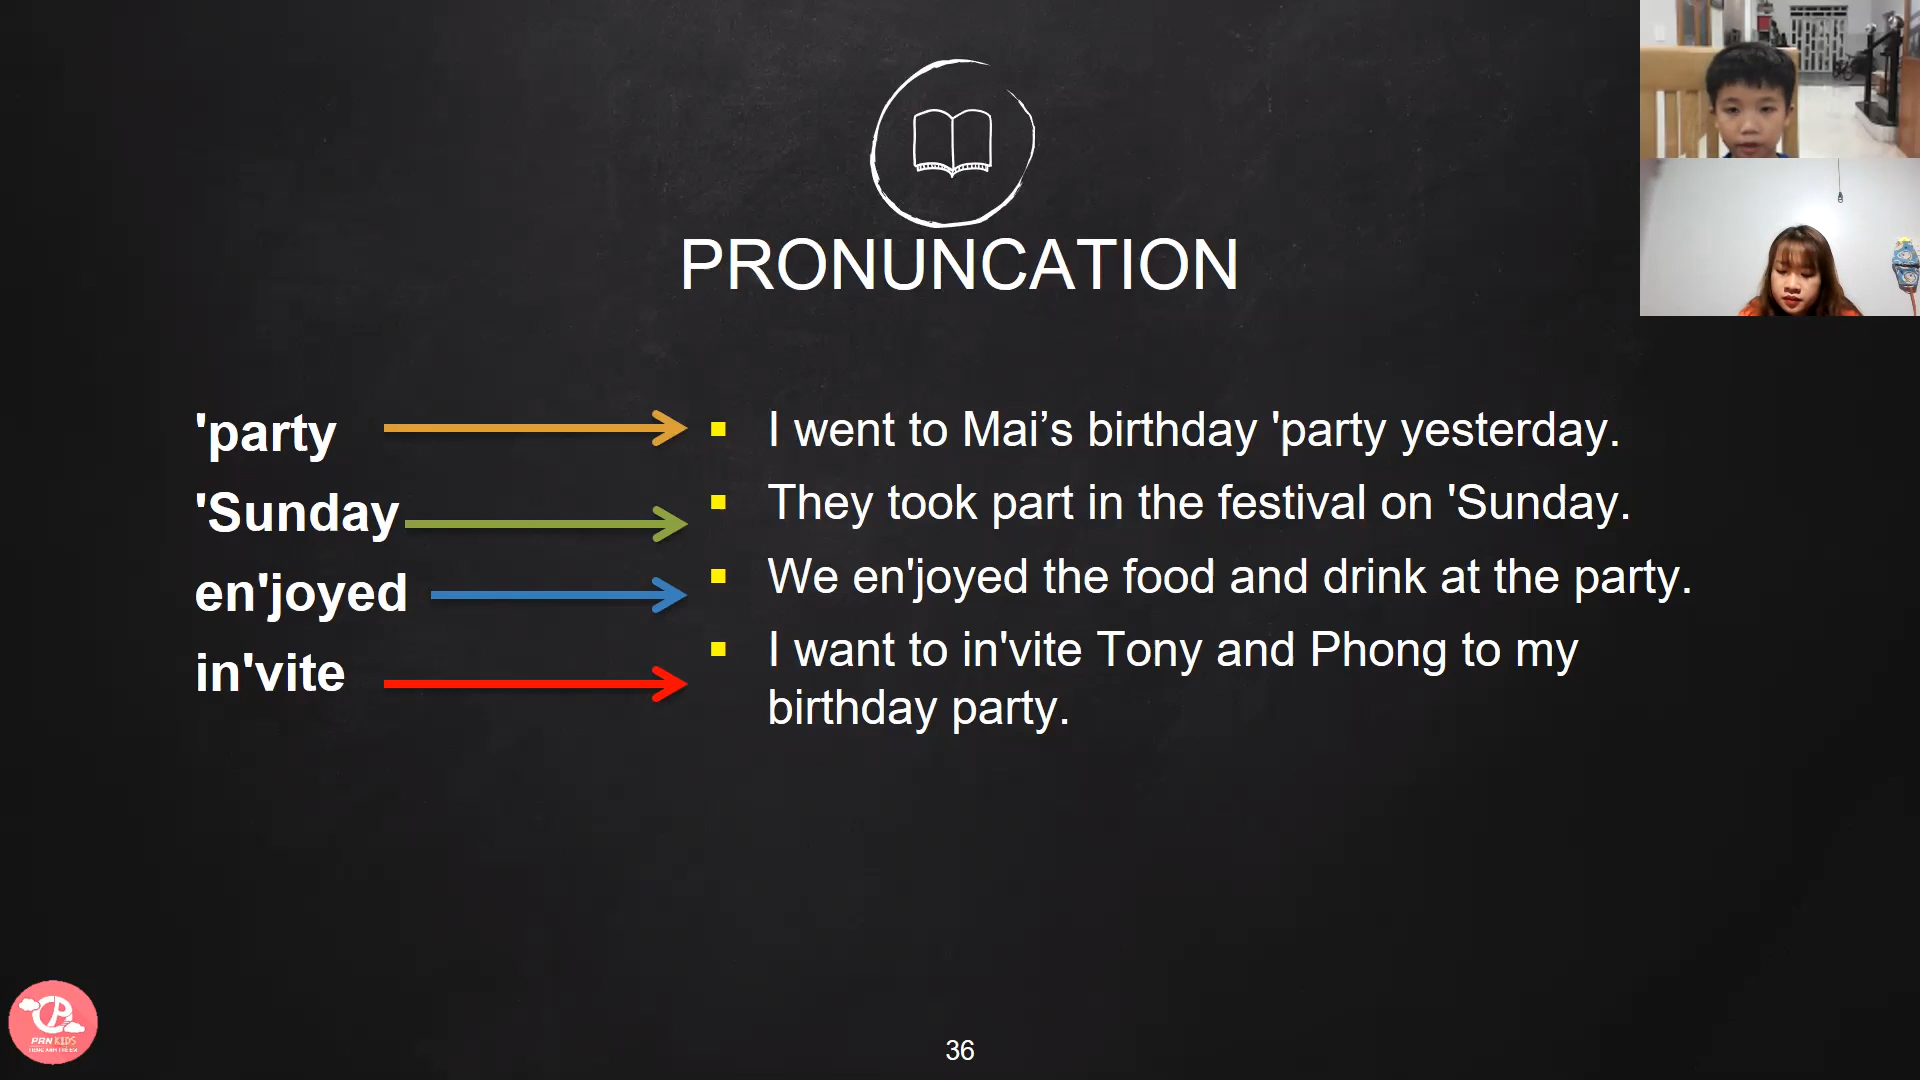 PRONUNCATION
'party
'Sunday
en'joyed
in'vite
I went to Mai’s birthday 'party yesterday.
They took part in the festival on 'Sunday.
We en'joyed the food and drink at the party.
I want to in'vite Tony and Phong to my
birthday party.
PRN KIDS
36